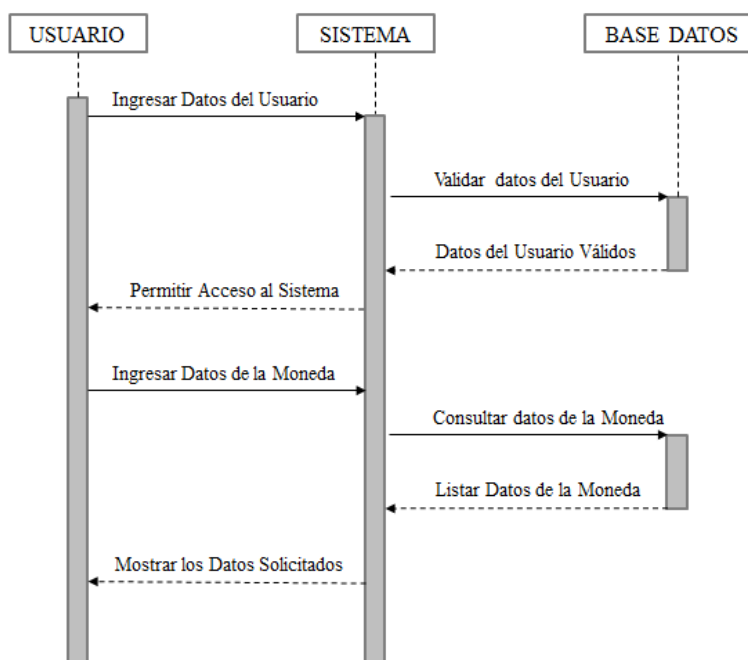 USUARIO
SISTEMA
BASE DATOS
Ingresar Datos del Usuario
Validar datos del Usuario
Datos del Usuario Válidos
Permitir Acceso al Sistema
Ingresar Datos de la Moneda
Consultar datos de la Moneda
Listar Datos de la Moneda
Mostrar los Datos Solicitados